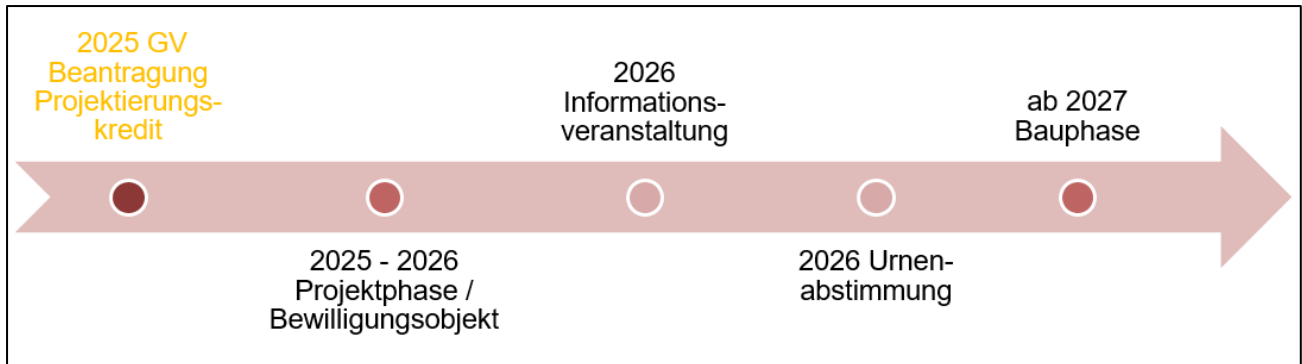 2025 GV
Beantragung
Projektierungs-
kredit
2025 - 2026
Projektphase /
Bewilligungsobjekt
2026
Informations-
veranstaltung
2026 Urnen-
abstimmung
ab 2027
Bauphase